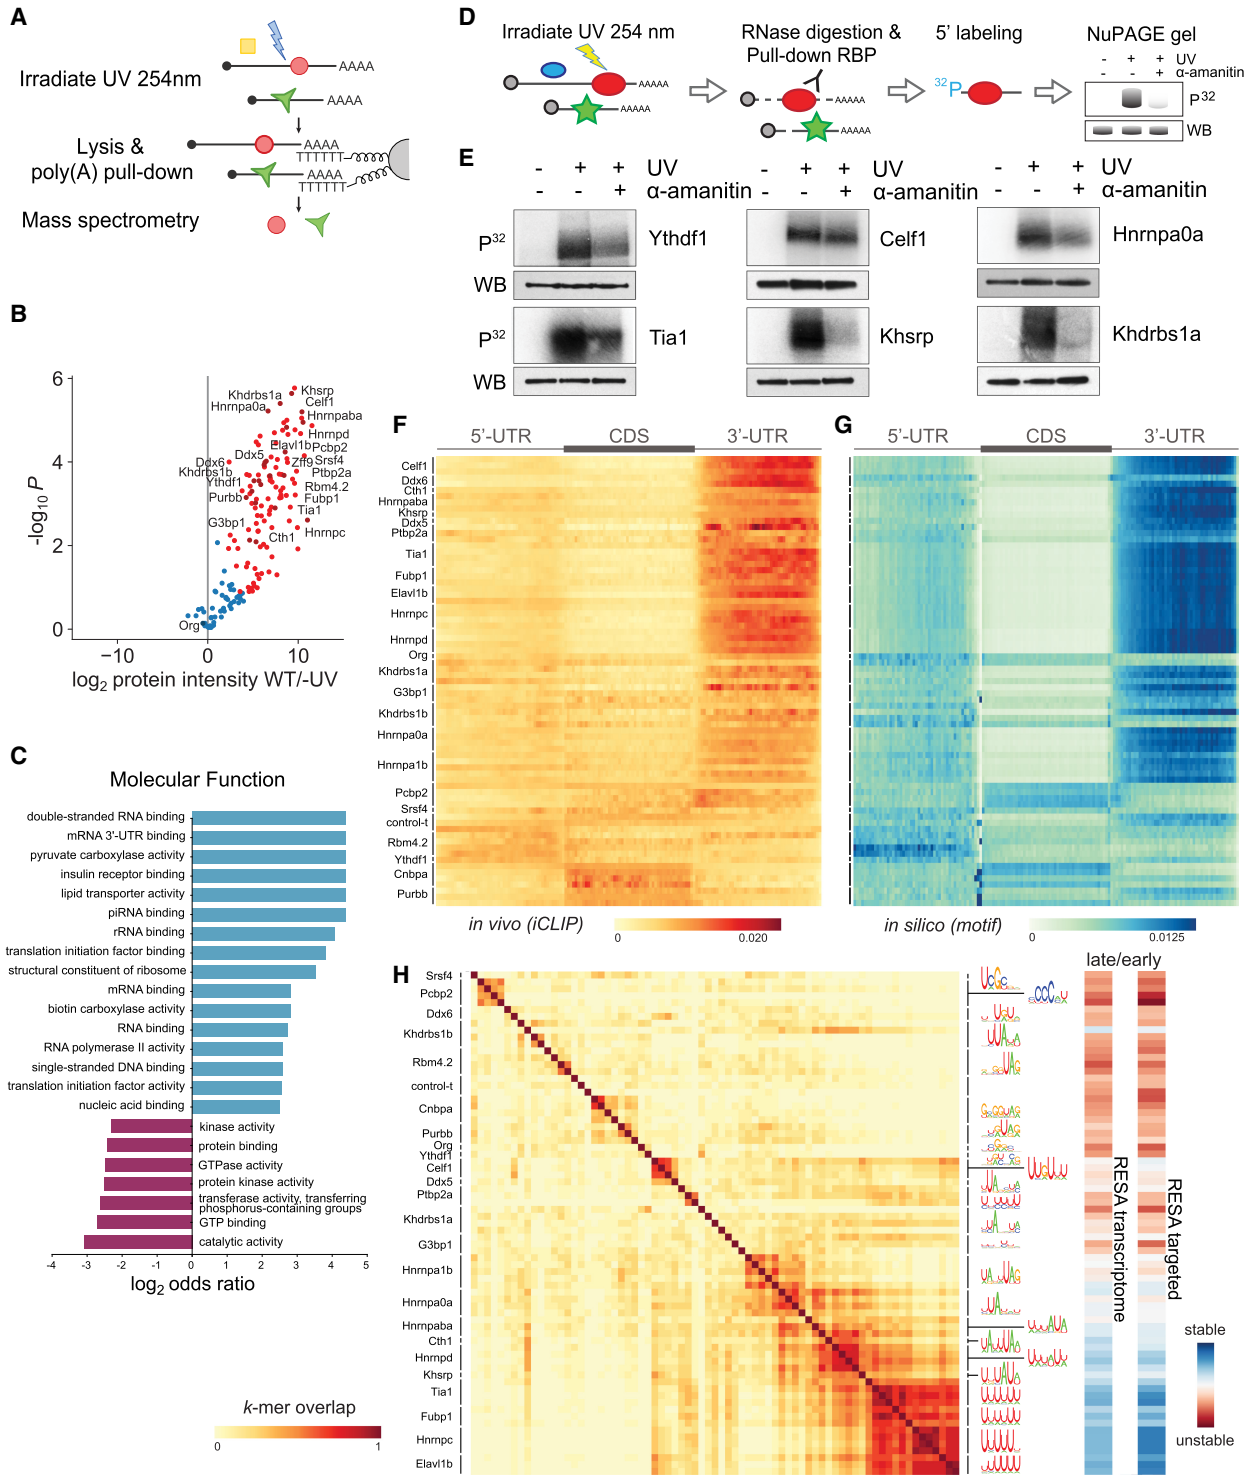 A
Irradiate UV 254nm
AAAA
AAAA
Lysis &
poly(A) pull-down
AAAA
TTTTTT
AAAA
TTTTTT
Mass spectrometry
B
-log10 P
6
4
2
0
Khdrbs1a
Khsrp
Hnrnpa0a
Celf1
Hnrnpaba
Hnrnpd
Elavl1b
Pcbp2
Ddx5
Ddx6
Zff9
Srsf4
Khdrbs1b
Ptbp2a
Ythdf1
Rbm4.2
Purbb
Fubp1
Tia1
G3bp1
Cth1
Hnrnpc
Org
−10
0
10
log2 protein intensity WT/-UV
C
Molecular Function
double-stranded RNA binding
mRNA 3'-UTR binding
pyruvate carboxylase activity
insulin receptor binding
lipid transporter activity
piRNA binding
rRNA binding
translation initiation factor binding
structural constituent of ribosome
mRNA binding
biotin carboxylase activity
RNA binding
RNA polymerase II activity
single-stranded DNA binding
translation initiation factor activity
nucleic acid binding
kinase activity
protein binding
GTPase activity
protein kinase activity
transferase activity, transferring
phosphorus-containing groups
GTP binding
catalytic activity
-4 -3 -2 -1 0 1 2 3 4 5
log2 odds ratio
D
Irradiate UV 254 nm
AAAAA
AAAAA
RNase digestion &
Pull-down RBP
AAAAA
AAAAA
5' labeling
32P
NuPAGE gel
- + + UV
- - + α-amanitin
P32
WB
E
- + + UV
- - + α-amanitin
P32
Ythdf1
WB
P32
Tia1
WB
- + + UV
- - + α-amanitin
Celf1
Khsrp
- + +
- - +
Hnrnpa0a
Khdrbs1a
F
5'-UTR
CDS
3'-UTR
Celf1
Ddx6
Cth1
Hnrnpaba
Khsrp
Ddx5
Ptbp2a
Tia1
Fubp1
Elavl1b
Hnrnpc
Hnrnpd
Org
Khdrbs1a
G3bp1
Khdrbs1b
Hnrnpa0a
Hnrnpa1b
Pcbp2
Srsf4
control-t
Rbm4.2
Ythdf1
Cnbpa
Purbb
in vivo (iCLIP)
0
0.020
G
5'-UTR
CDS
3'-UTR
in silico (motif)
0
0.0125
H
Srsf4
Pcbp2
Ddx6
Khdrbs1b
Rbm4.2
control-t
Cnbpa
Purbb
Org
Ythdf1
Celf1
Ddx5
Ptbp2a
Khdrbs1a
G3bp1
Hnrnpa1b
Hnrnpa0a
Hnrnpaba
Cth1
Hnrnpd
Khsrp
Tia1
Fubp1
Hnrnpc
Elavl1b
late/early
RESA transcriptome
RESA targeted
stable
unstable
k-mer overlap
0
1